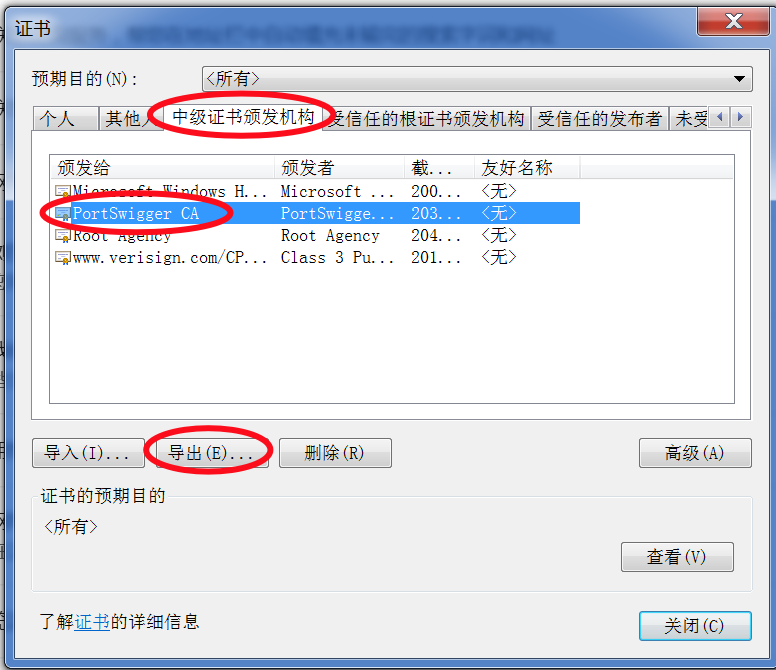 证书
预期目的(N):
<所有>
个人 其他人 中级证书颁发机构 受信任的根证书颁发机构 受信任的发布者 未受
颁发给 颁发者 截... 友好名称
Microsoft Windows H... Microsoft ... 200... <无>
PortSwigger CA PortSwigge... 203... <无>
Root Agency Root Agency 204... <无>
www.verisign.com/CP... Class 3 Pu... 201... <无>
导入(I)... 导出(E)... 删除(R) 高级(A)
证书的预期目的
<所有>
查看(V)
了解证书的详细信息
关闭(C)